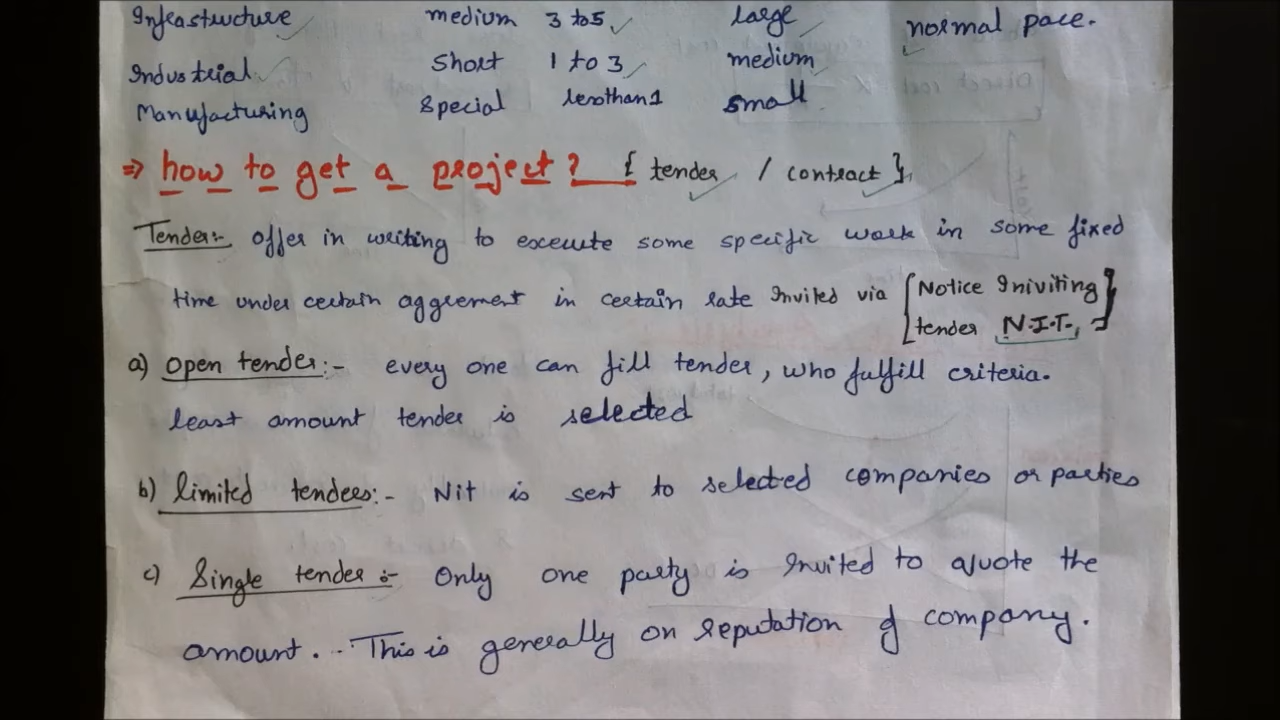 Infrastructure medium 3 to 5 large normal pace.
Industrial short 1 to 3 medium
Manufacturing special lessthan 1 small
⇒ how to get a project? { tender / contract }
Tender:- offer in writing to execute some specific work in some fixed
time under certain aggrement in certain rate Invited via [Notice Initviting
tender N.I.T.,]
a) open tender:- every one can fill tender, who fulfill criteria.
least amount tender is selected
b) limited tenders:- Nit is sent to selected companies or parties
c) Single tender :- Only one party is Invited to quote the
amount. This is generally on reputation of company.